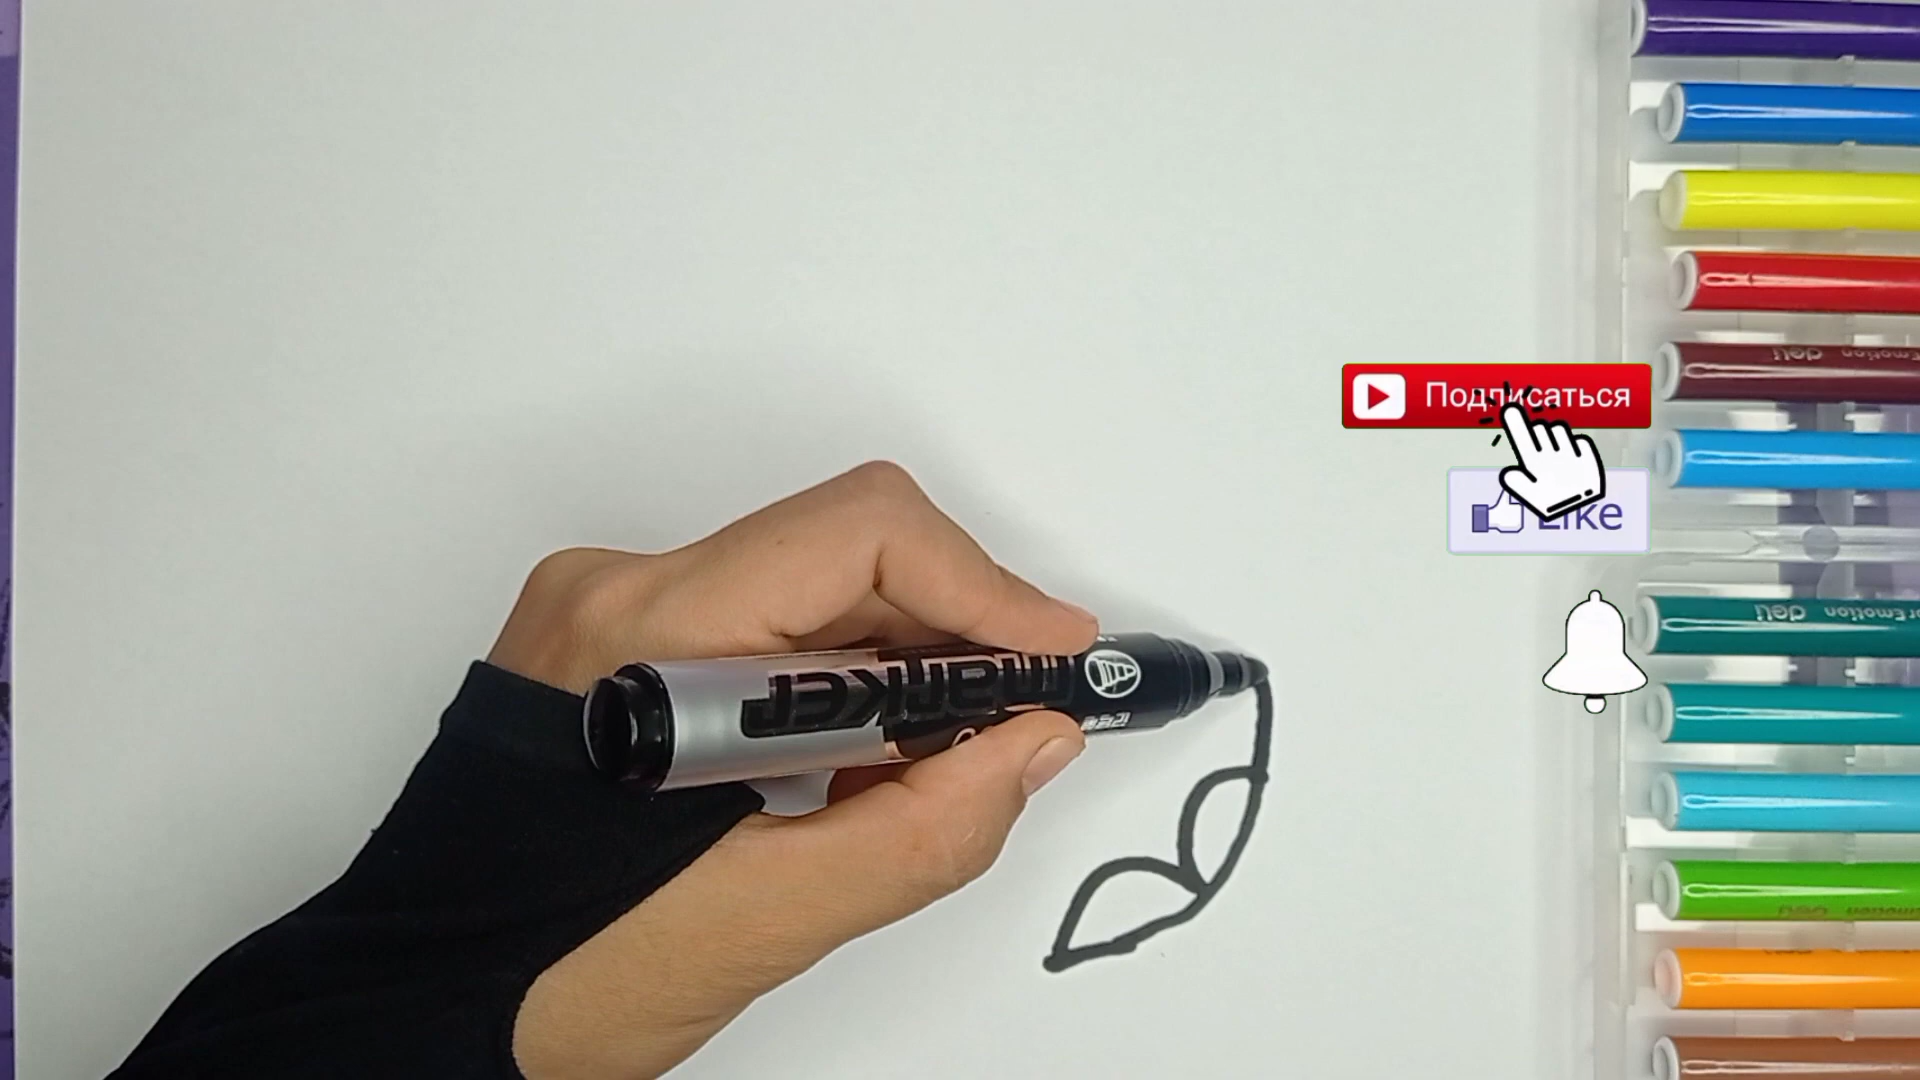 Подписаться
Like
marker
deli
Emotion
deli
Emotion
deli